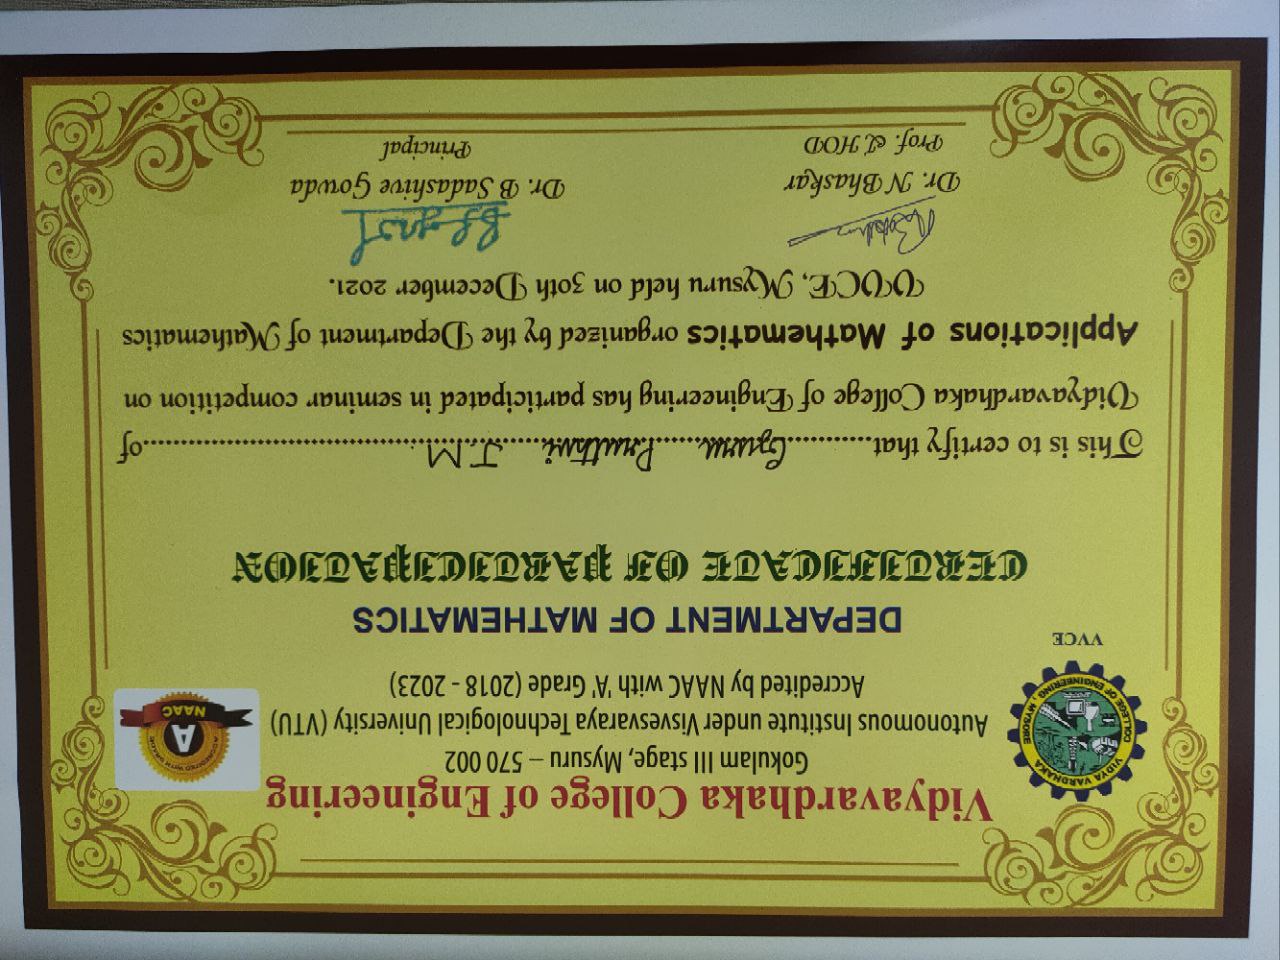 Vidyavardhaka College of Engineering
Gokulam III stage, Mysuru – 570 002
Autonomous Institute under Visvesvaraya Technological University (VTU)
Accredited by NAAC with 'A' Grade (2018 - 2023)
VIDYA VARDHAKA
COLLEGE OF ENGINEERING, MYSORE
VVCE
ACCREDITED WITH GRADE
A
NAAC
DEPARTMENT OF MATHEMATICS
CERTIFICATE OF PARTICIPATION
This is to certify that...........Guru......Pruthvi......J.M............................................of
Vidyavardhaka College of Engineering has participated in seminar competition on
Applications of Mathematics organized by the Department of Mathematics
VVCE, Mysuru held on 30th December 2021.
Dr. N Bhaskar
Prof. & HOD
Dr. B Sadashive Gowda
Principal